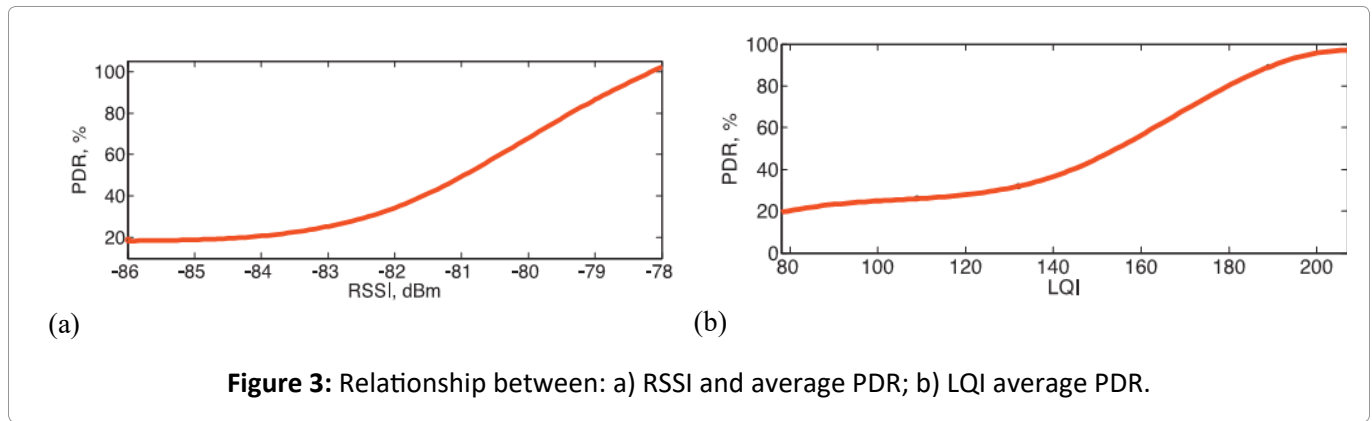 PDR, %
100
80
60
40
20
-86 -85 -84 -83 -82 -81 -80 -79 -78
RSSI, dBm
(a)
PDR, %
100
80
60
40
20
0
80 100 120 140 160 180 200
LQI
(b)
Figure 3: Relationship between: a) RSSI and average PDR; b) LQI average PDR.